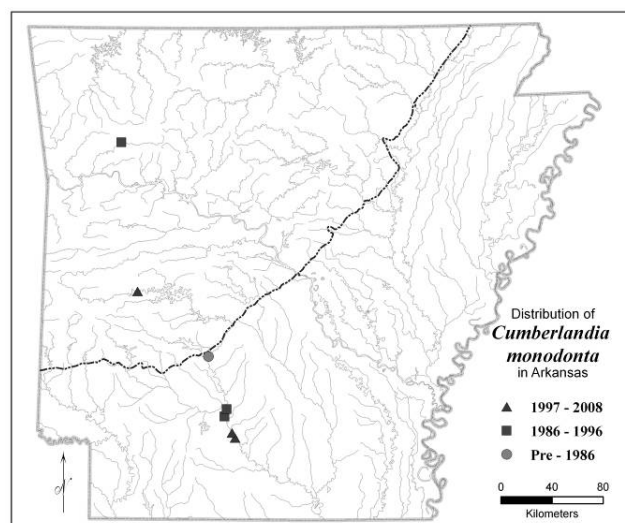 Distribution of
Cumberlandia
monodonta
in Arkansas
1997 - 2008
1986 - 1996
Pre - 1986
0 40 80
Kilometers
N